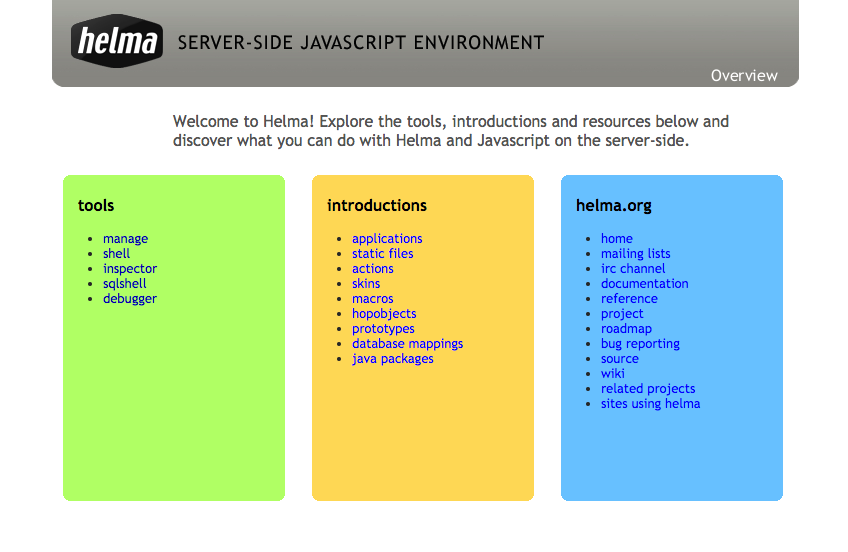 helma
SERVER-SIDE JAVASCRIPT ENVIRONMENT
Overview
Welcome to Helma! Explore the tools, introductions and resources below and
discover what you can do with Helma and Javascript on the server-side.
tools
manage
shell
inspector
sqlshell
debugger
introductions
applications
static files
actions
skins
macros
hopobjects
prototypes
database mappings
java packages
helma.org
home
mailing lists
irc channel
documentation
reference
project
roadmap
bug reporting
source
wiki
related projects
sites using helma